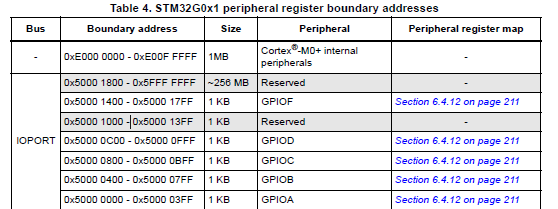 Table 4. STM32G0x1 peripheral register boundary addresses
Bus Boundary address Size Peripheral Peripheral register map
- 0xE000 0000 - 0xE00F FFFF 1MB Cortex®-M0+ internal peripherals -
IOPORT 0x5000 1800 - 0x5FFF FFFF ~256 MB Reserved -
0x5000 1400 - 0x5000 17FF 1 KB GPIOF Section 6.4.12 on page 211
0x5000 1000 - 0x5000 13FF 1 KB Reserved -
0x5000 0C00 - 0x5000 0FFF 1 KB GPIOD Section 6.4.12 on page 211
0x5000 0800 - 0x5000 0BFF 1 KB GPIOC Section 6.4.12 on page 211
0x5000 0400 - 0x5000 07FF 1 KB GPIOB Section 6.4.12 on page 211
0x5000 0000 - 0x5000 03FF 1 KB GPIOA Section 6.4.12 on page 211